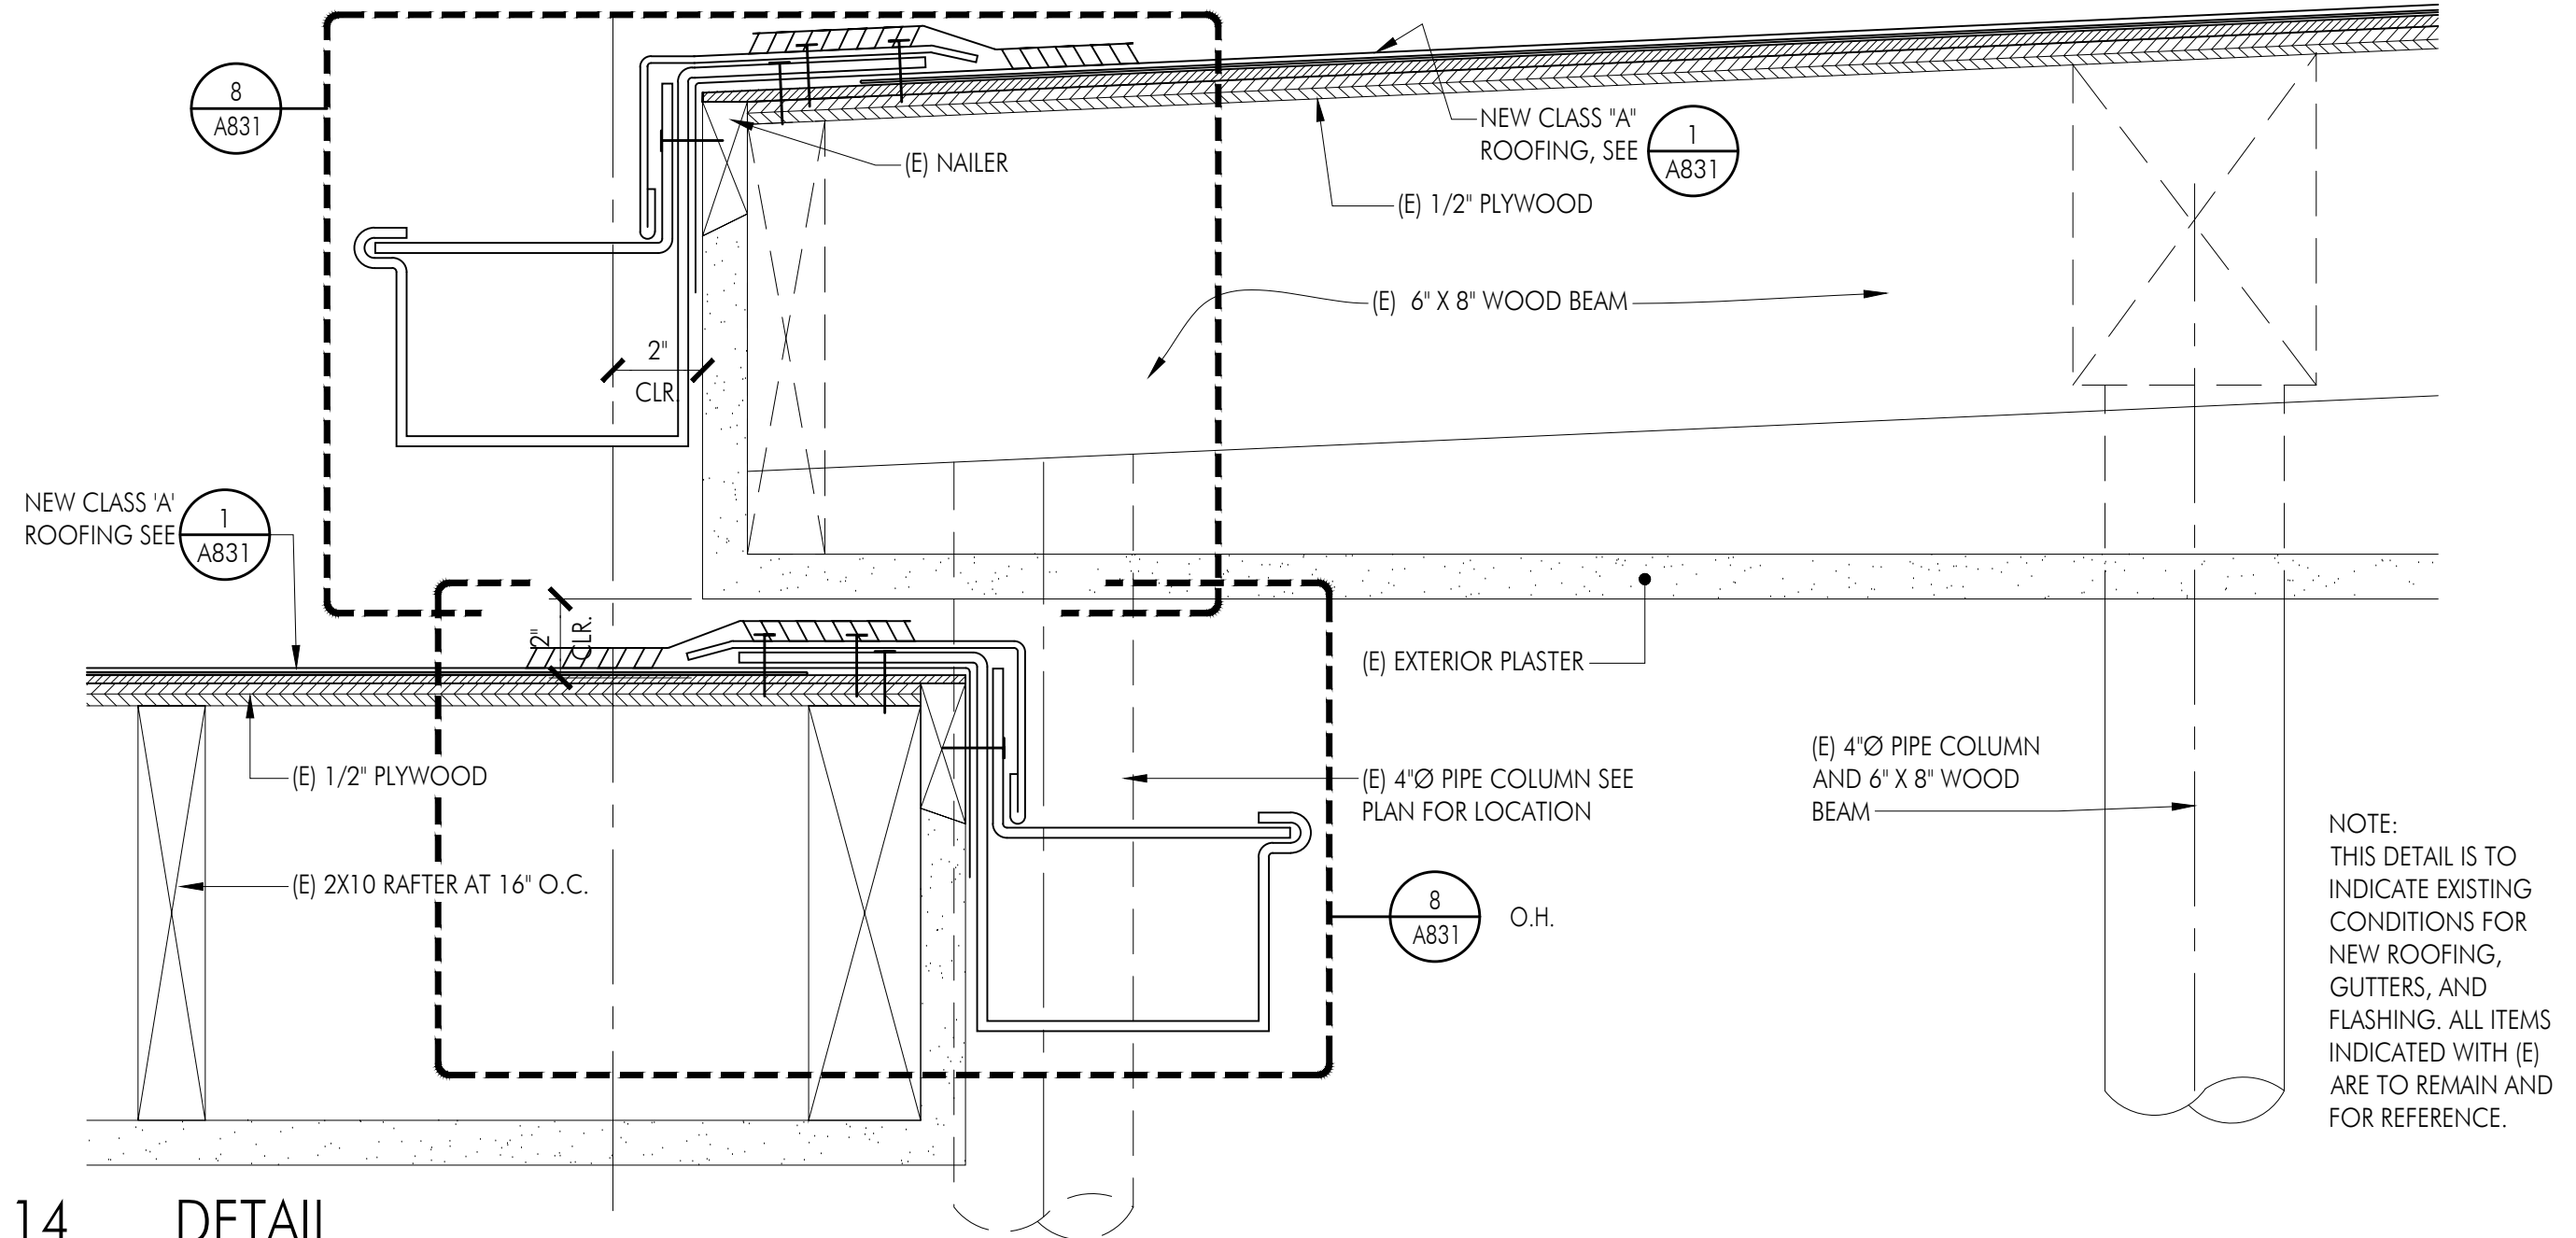 8
A831
NEW CLASS "A"
ROOFING, SEE
1
A831
(E) NAILER
(E) 1/2" PLYWOOD
(E) 6" X 8" WOOD BEAM
2"
CLR.
NEW CLASS 'A'
ROOFING SEE
1
A831
2"
CLR.
(E) EXTERIOR PLASTER
(E) 1/2" PLYWOOD
(E) 4"Ø PIPE COLUMN SEE
PLAN FOR LOCATION
(E) 4"Ø PIPE COLUMN
AND 6" X 8" WOOD
BEAM
(E) 2X10 RAFTER AT 16" O.C.
8
A831
O.H.
NOTE:
THIS DETAIL IS TO
INDICATE EXISTING
CONDITIONS FOR
NEW ROOFING,
GUTTERS, AND
FLASHING. ALL ITEMS
INDICATED WITH (E)
ARE TO REMAIN AND
FOR REFERENCE.
14 DETAIL